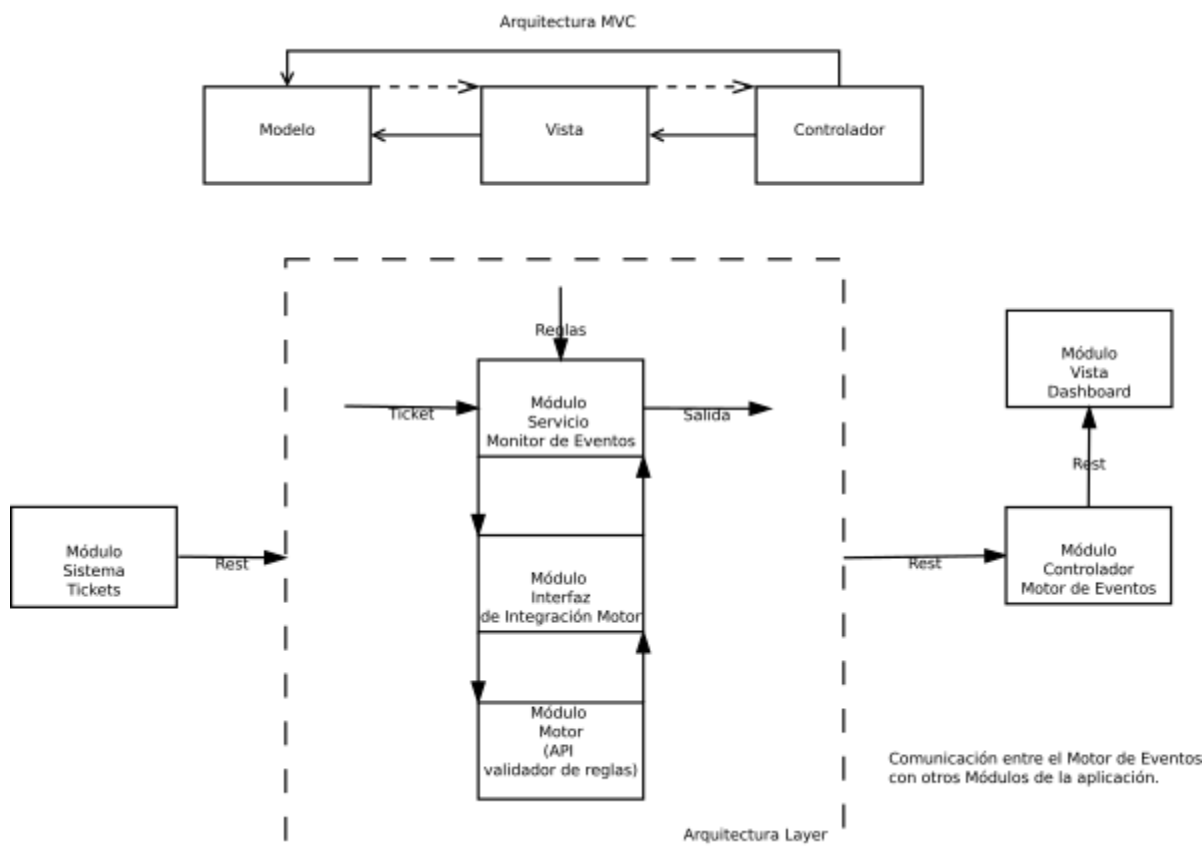 Arquitectura MVC
Modelo
Vista
Controlador
Reglas
Ticket
Módulo
Servicio
Monitor de Eventos
Salida
Módulo
Vista
Dashboard
Rest
Módulo
Sistema
Tickets
Rest
Módulo
Interfaz
de Integración Motor
Rest
Módulo
Controlador
Motor de Eventos
Módulo
Motor
(API
validador de reglas)
Comunicación entre el Motor de Eventos
con otros Módulos de la aplicación.
Arquitectura Layer